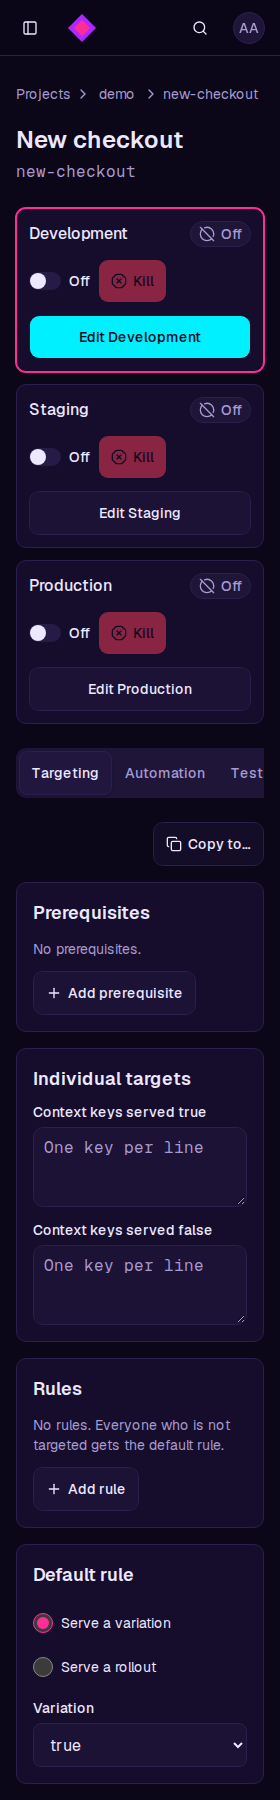 AA
Projects > demo > new-checkout
New checkout
new-checkout
Development Off
Off Kill
Edit Development
Staging Off
Off Kill
Edit Staging
Production Off
Off Kill
Edit Production
Targeting Automation Test
Copy to...
Prerequisites
No prerequisites.
+ Add prerequisite
Individual targets
Context keys served true
One key per line
Context keys served false
One key per line
Rules
No rules. Everyone who is not
targeted gets the default rule.
+ Add rule
Default rule
Serve a variation
Serve a rollout
Variation
true